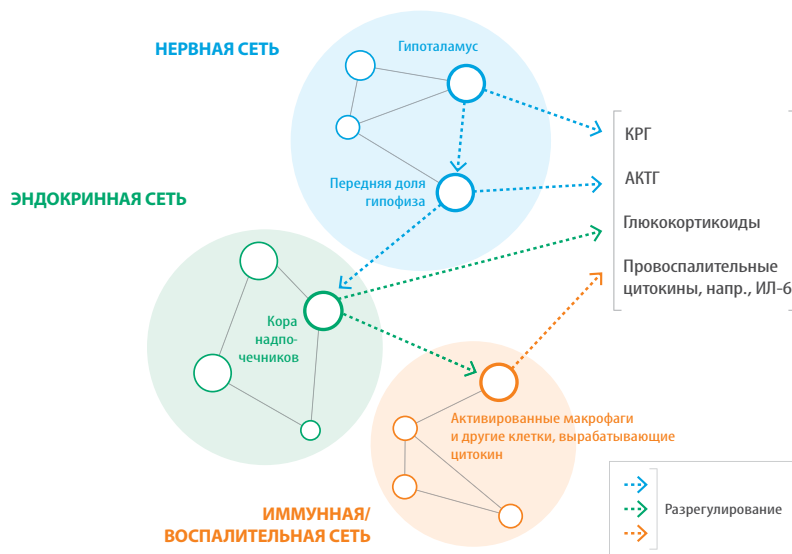 НЕРВНАЯ СЕТЬ
Гипоталамус
КРГ
Передняя доля
гипофиза
АКТГ
ЭНДОКРИННАЯ СЕТЬ
Глюкокортикоиды
Провоспалительные
цитокины, напр., ИЛ-6
Кора
надпо-
чечников
Активированные макрофаги
и другие клетки, вырабатывающие
цитокин
ИММУННАЯ/
ВОСПАЛИТЕЛЬНАЯ СЕТЬ
Разрегулирование